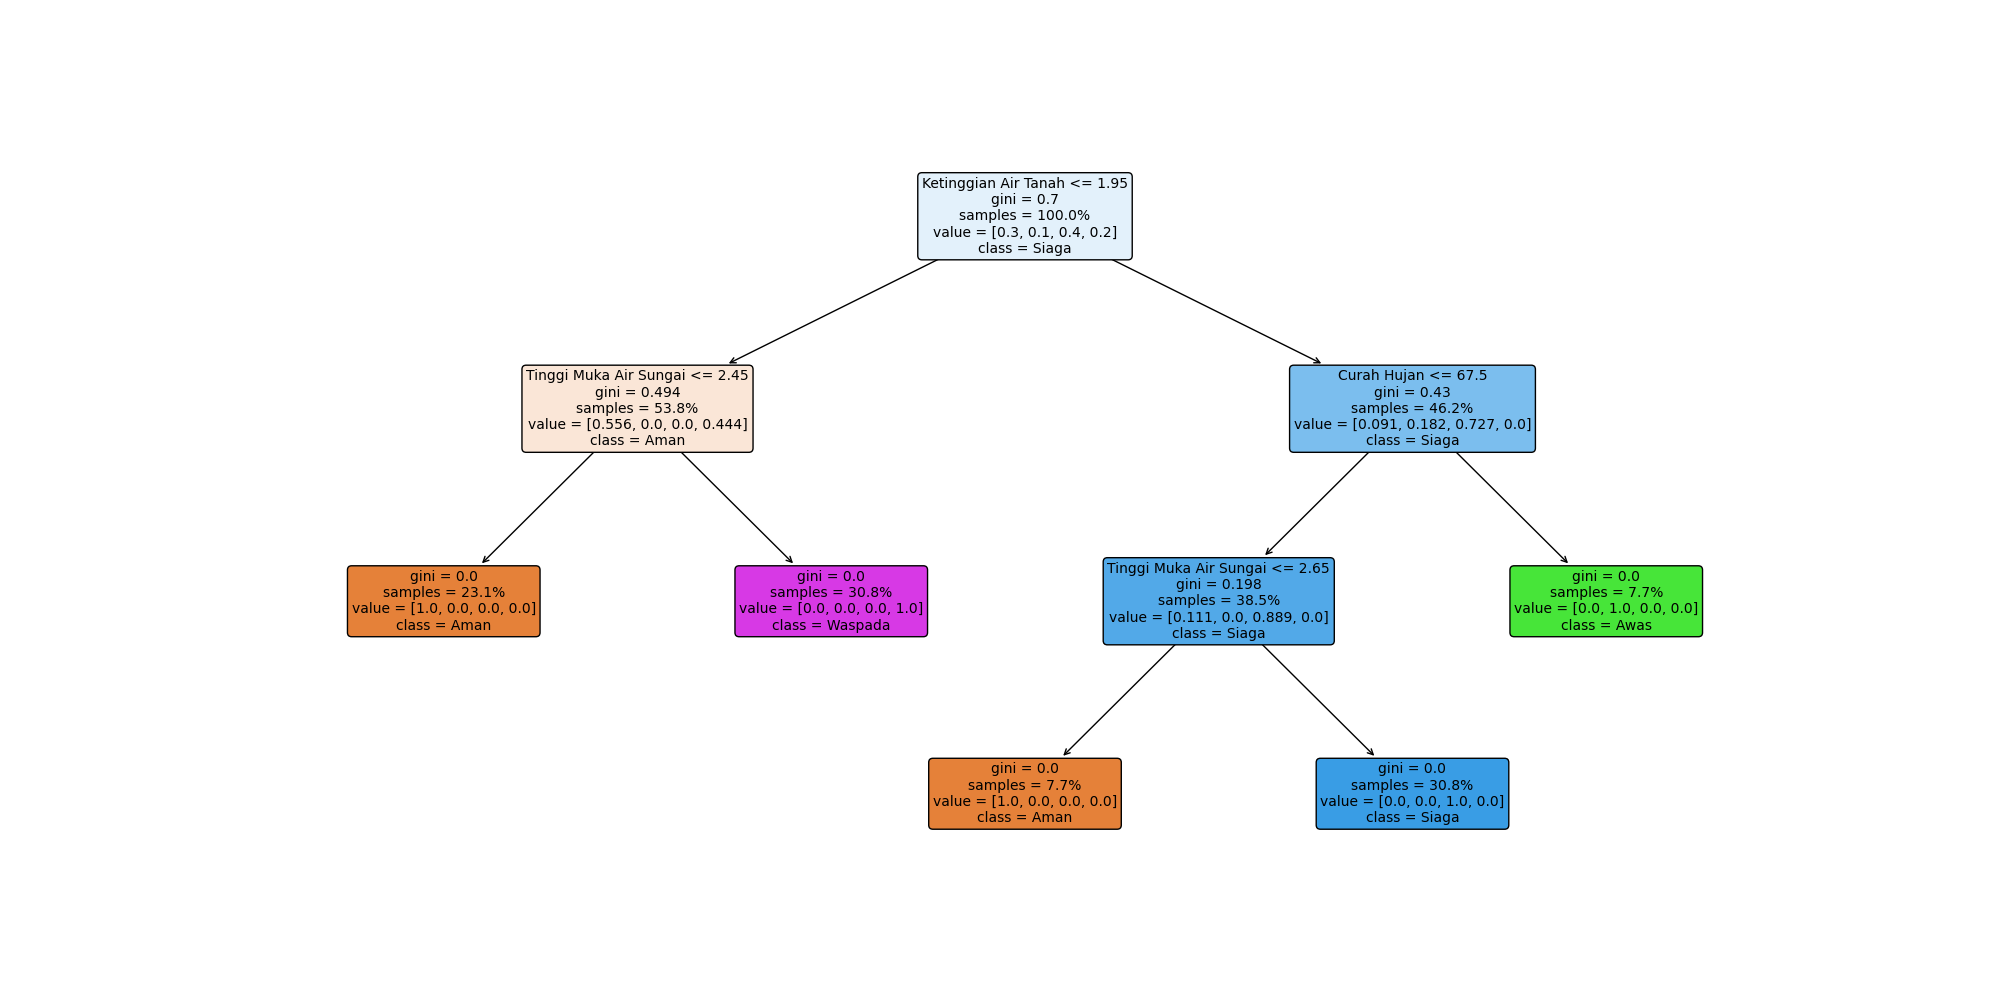 Ketinggian Air Tanah <= 1.95
gini = 0.7
samples = 100.0%
value = [0.3, 0.1, 0.4, 0.2]
class = Siaga
Tinggi Muka Air Sungai <= 2.45
gini = 0.494
samples = 53.8%
value = [0.556, 0.0, 0.0, 0.444]
class = Aman
Curah Hujan <= 67.5
gini = 0.43
samples = 46.2%
value = [0.091, 0.182, 0.727, 0.0]
class = Siaga
gini = 0.0
samples = 23.1%
value = [1.0, 0.0, 0.0, 0.0]
class = Aman
gini = 0.0
samples = 30.8%
value = [0.0, 0.0, 0.0, 1.0]
class = Waspada
Tinggi Muka Air Sungai <= 2.65
gini = 0.198
samples = 38.5%
value = [0.111, 0.0, 0.889, 0.0]
class = Siaga
gini = 0.0
samples = 7.7%
value = [0.0, 1.0, 0.0, 0.0]
class = Awas
gini = 0.0
samples = 7.7%
value = [1.0, 0.0, 0.0, 0.0]
class = Aman
gini = 0.0
samples = 30.8%
value = [0.0, 0.0, 1.0, 0.0]
class = Siaga